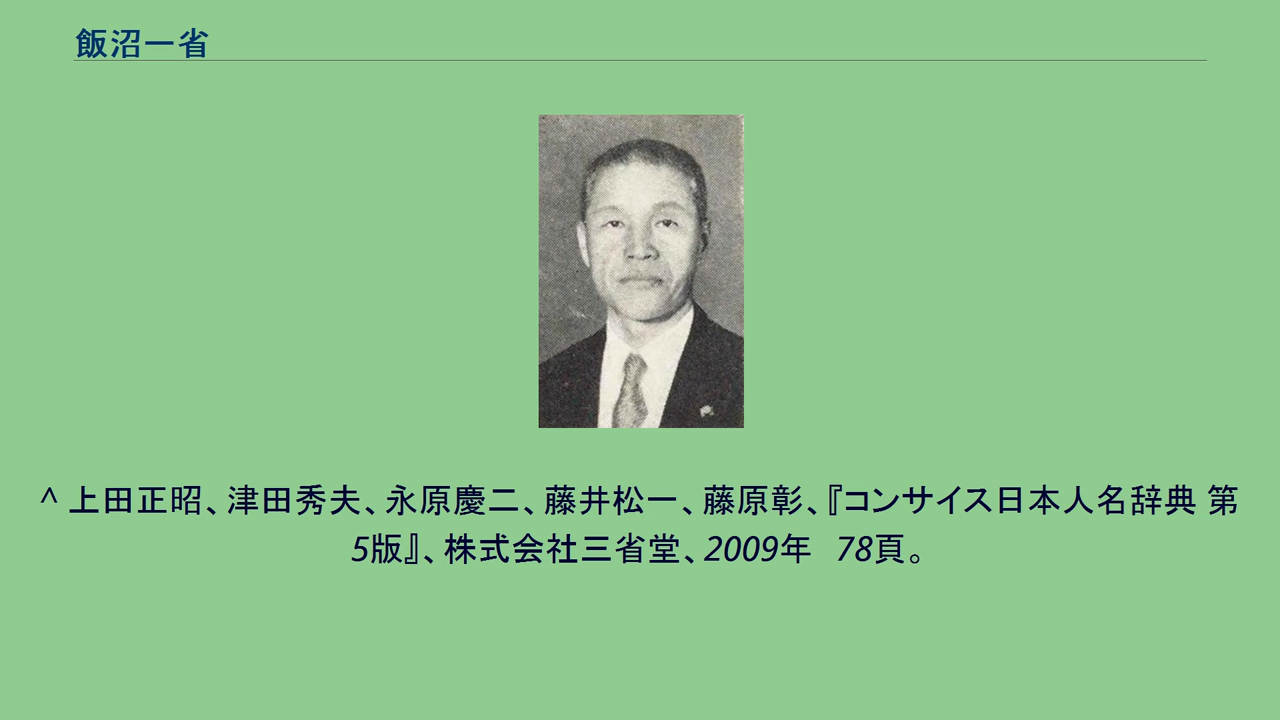 飯沼一省
^ 上田正昭、津田秀夫、永原慶二、藤井松一、藤原彰、『コンサイス日本人名辞典 第
5版』、株式会社三省堂、2009年　78頁。